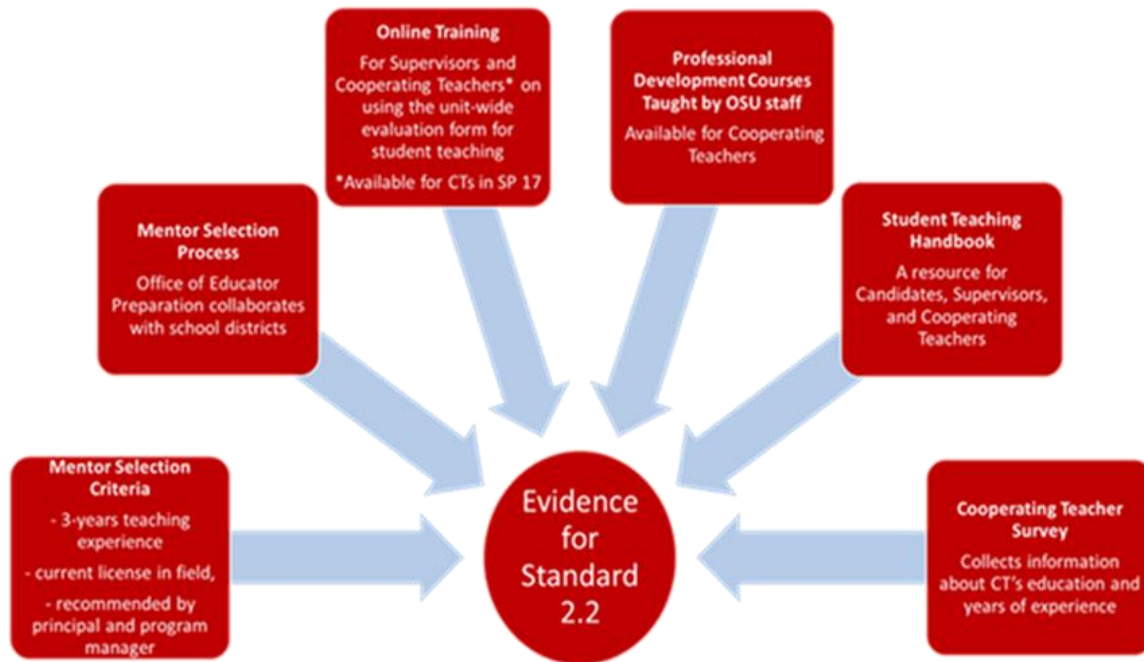 Mentor Selection
Criteria
- 3-years teaching
experience
- current license in field,
- recommended by
principal and program
manager
Mentor Selection
Process
Office of Educator
Preparation collaborates
with school districts
Online Training
For Supervisors and
Cooperating Teachers* on
using the unit-wide
evaluation form for
student teaching
*Available for CTs in SP 17
Professional
Development Courses
Taught by OSU staff
Available for Cooperating
Teachers
Student Teaching
Handbook
A resource for
Candidates, Supervisors,
and Cooperating
Teachers
Cooperating Teacher
Survey
Collects information
about CT's education and
years of experience
Evidence
for
Standard
2.2